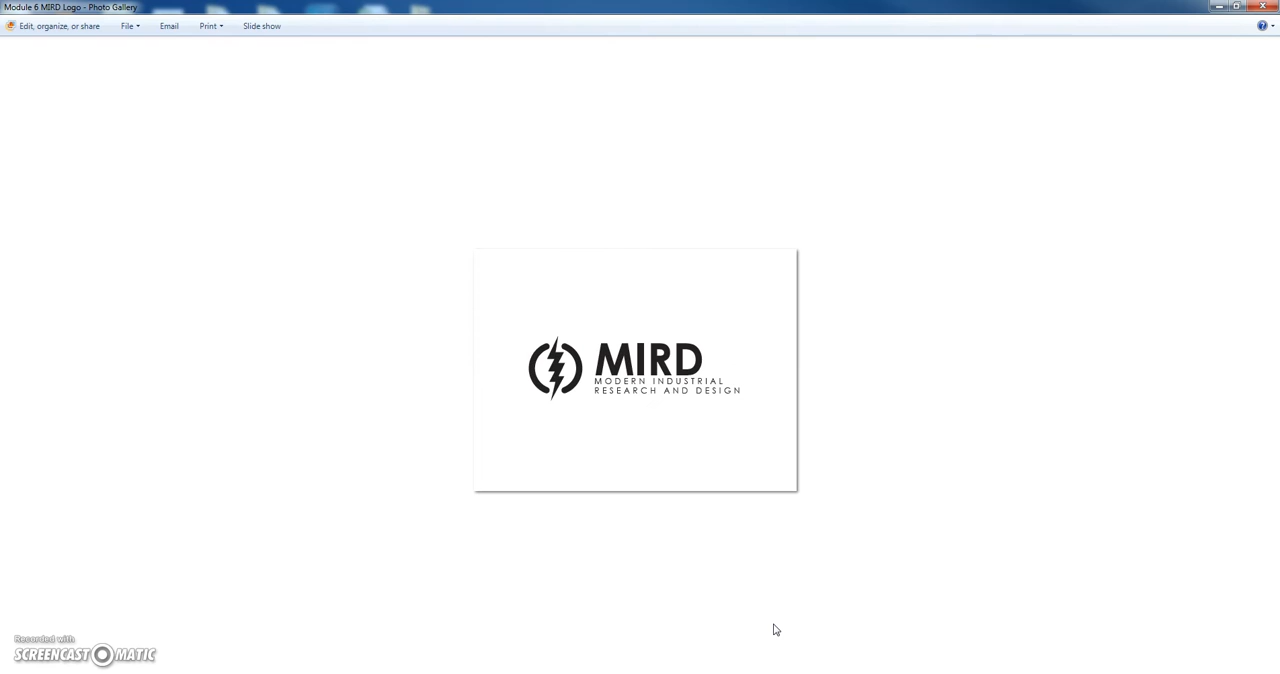 Module 6 MIRD Logo - Photo Gallery
Edit, organize, or share File Email Print Slide show
MIRD
MODERN INDUSTRIAL
RESEARCH AND DESIGN
Recorded with
SCREENCAST O MATIC